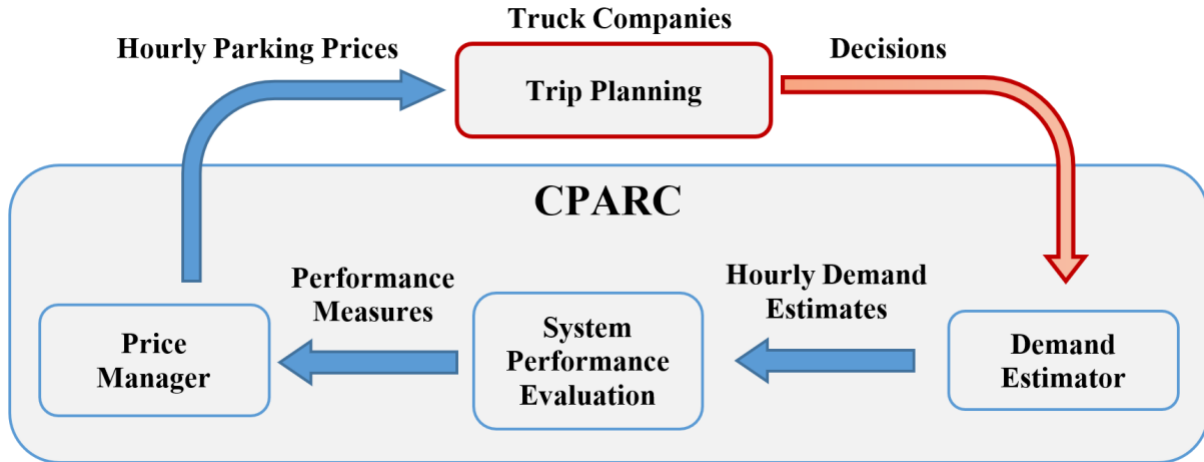 Truck Companies
Hourly Parking Prices
Decisions
Trip Planning
CPARC
Performance
Measures
Hourly Demand
Estimates
Price
Manager
System
Performance
Evaluation
Demand
Estimator